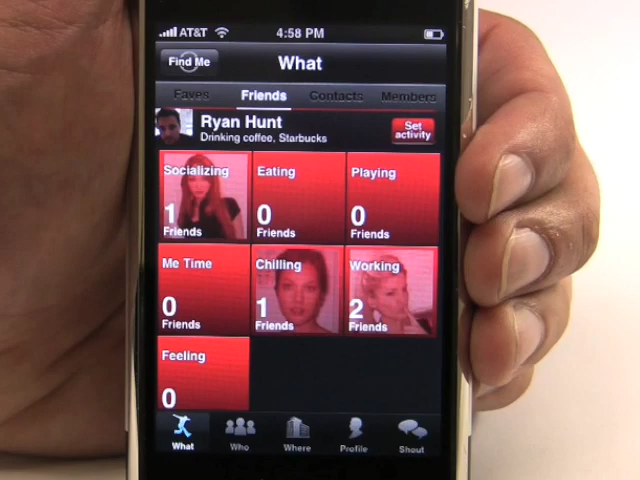 AT&T 4:58 PM
Find Me What
Faves Friends Contacts Members
Ryan Hunt
Drinking coffee, Starbucks
Set activity
Socializing Eating Playing
1 0 0
Friends Friends Friends
Me Time Chilling Working
0 1 2
Friends Friends Friends
Feeling
0
What Who Where Profile Shout